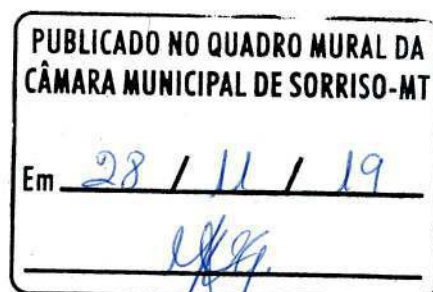 PUBLICADO NO QUADRO MURAL DA
CÂMARA MUNICIPAL DE SORRISO-MT
Em 28 / 11 / 19